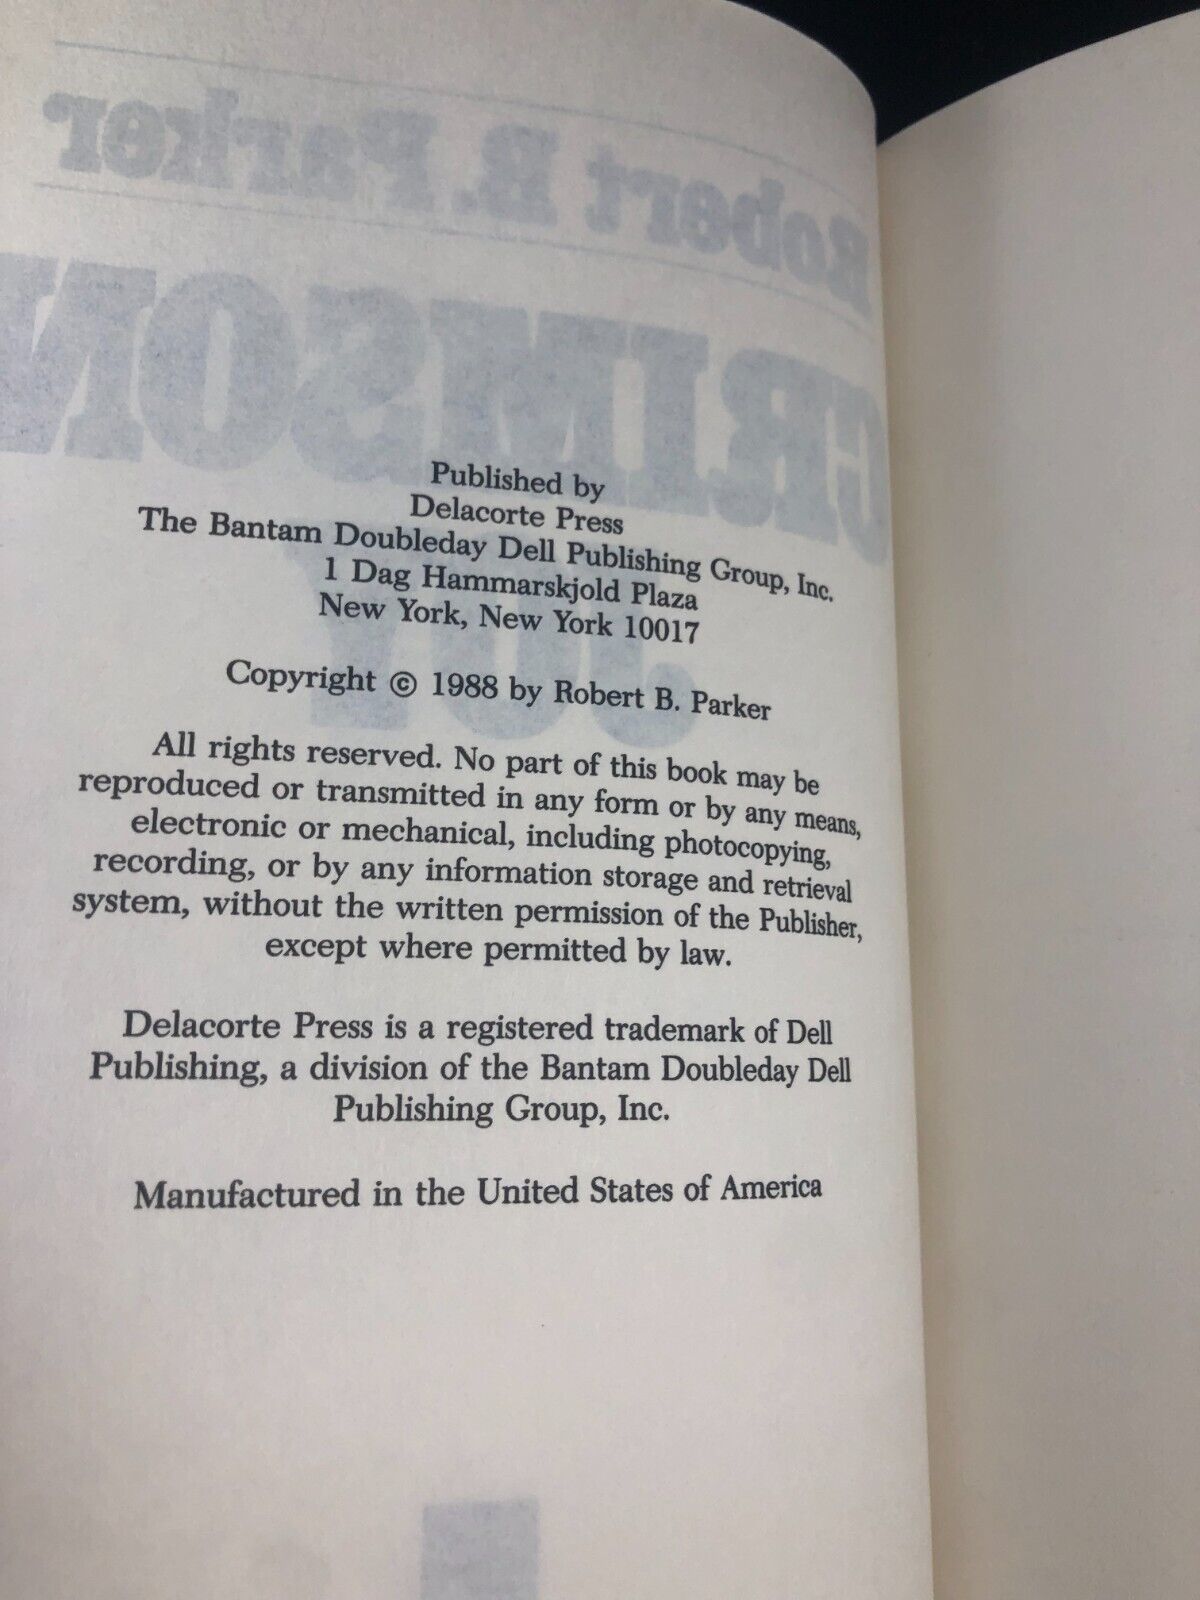 Robert B. Parker
CRIMSON
JOY
Published by
Delacorte Press
The Bantam Doubleday Dell Publishing Group, Inc.
1 Dag Hammarskjold Plaza
New York, New York 10017
Copyright © 1988 by Robert B. Parker
All rights reserved. No part of this book may be
reproduced or transmitted in any form or by any means,
electronic or mechanical, including photocopying,
recording, or by any information storage and retrieval
system, without the written permission of the Publisher,
except where permitted by law.
Delacorte Press is a registered trademark of Dell
Publishing, a division of the Bantam Doubleday Dell
Publishing Group, Inc.
Manufactured in the United States of America